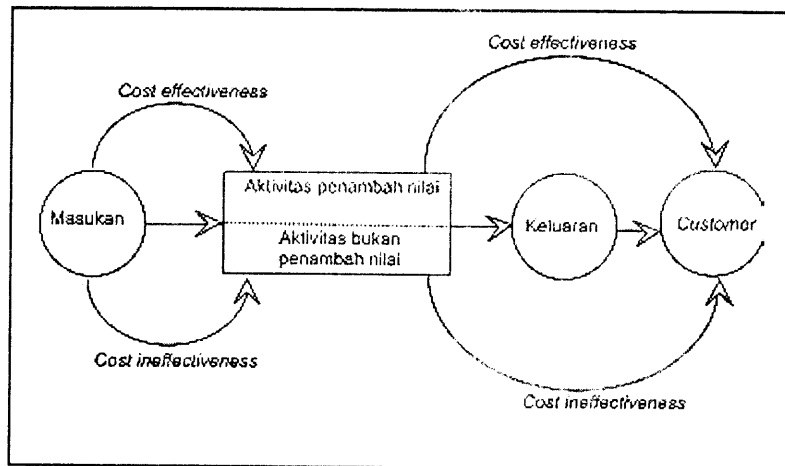 Cost effectiveness
Cost effectiveness
Aktivitas penambah nilai
Masukan
Aktivitas bukan
penambah nilai
Keluaran
Customer
Cost ineffectiveness
Cost ineffectiveness